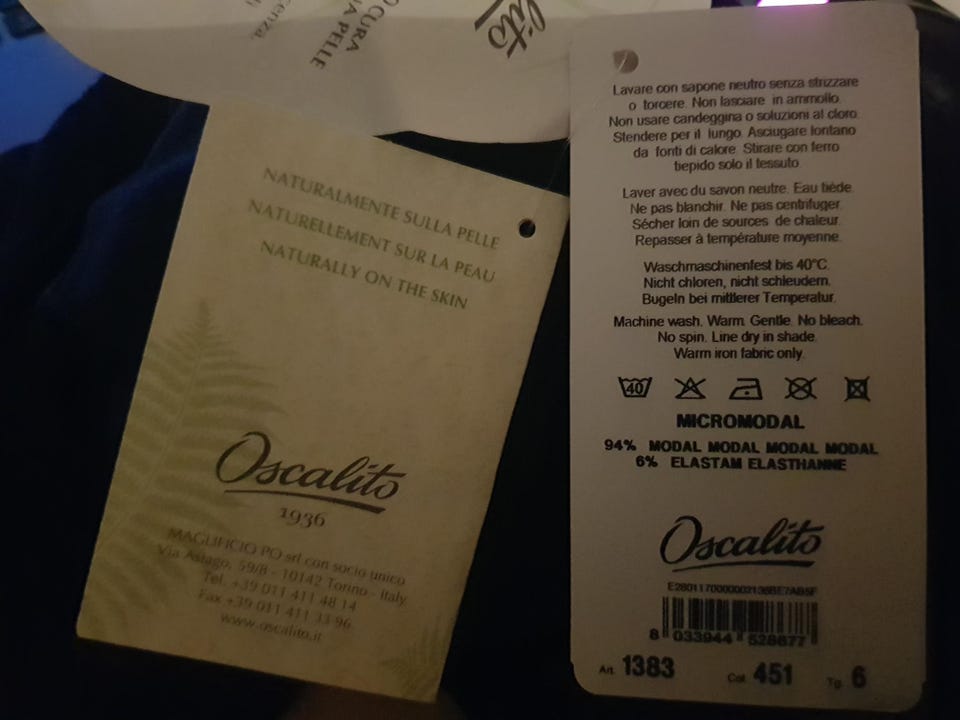 CURA
PELLE
NATURALMENTE SULLA PELLE
NATURELLEMENT SUR LA PEAU
NATURALLY ON THE SKIN
Oscalito
1936
MAGLIFICIO PO srl con socio unico
Via Asiago, 59/8 - 10142 Torino - Italy
Tel. +39 011 411 48 14
Fax +39 011 411 33 96
www.oscalito.it
Lavare con sapone neutro senza strizzare
o torcere. Non lasciare in ammollo.
Non usare candeggina o soluzioni al cloro.
Stendere per il lungo. Asciugare lontano
da fonti di calore. Stirare con ferro
tiepido solo il tessuto.
Laver avec du savon neutre. Eau tiède.
Ne pas blanchir. Ne pas centrifuger.
Sécher loin de sources de chaleur.
Repasser à température moyenne.
Waschmaschinenfest bis 40°C.
Nicht chloren, nicht schleudern.
Bugeln bei mittlerer Temperatur.
Machine wash. Warm. Gentle. No bleach.
No spin. Line dry in shade.
Warm iron fabric only.
40
MICROMODAL
94% MODAL MODAL MODAL MODAL
6% ELASTAM ELASTHANNE
Oscalito
8 033944 528677
Art. 1383 Col. 451 Tg. 6